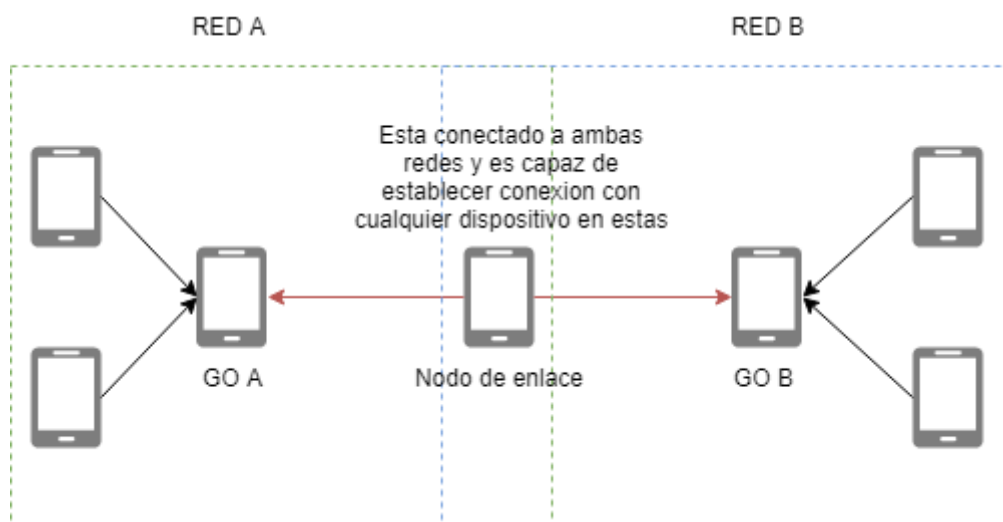 RED A
RED B
Esta conectado a ambas
redes y es capaz de
establecer conexion con
cualquier dispositivo en estas
GO A
Nodo de enlace
GO B